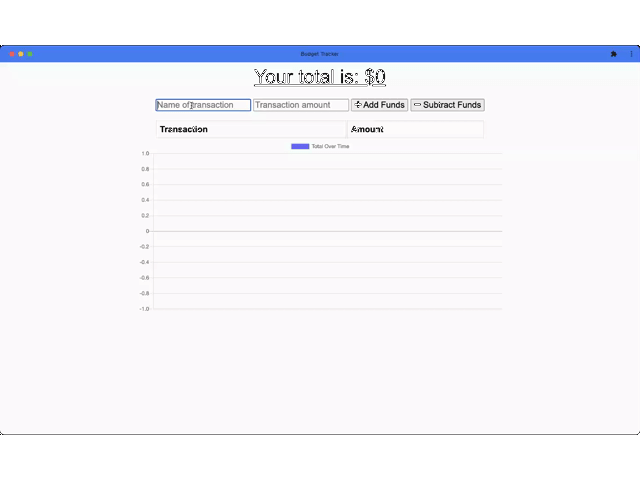 Budget Tracker
Your total is: $0
Name of transaction Transaction amount Add Funds Subtract Funds
Transaction Amount
Total Over Time
1.0
0.8
0.6
0.4
0.2
0
-0.2
-0.4
-0.6
-0.8
-1.0